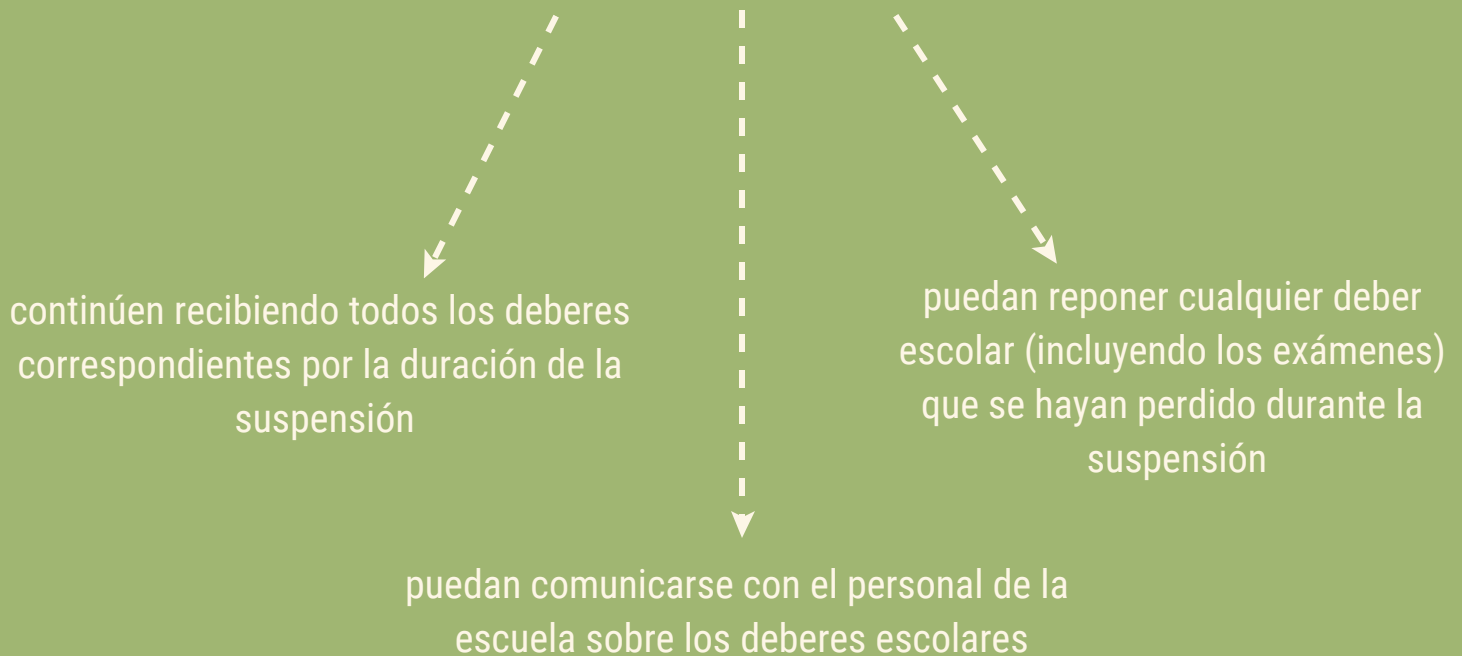 continúen recibiendo todos los deberes
correspondientes por la duración de la
suspensión
puedan comunicarse con el personal de la
escuela sobre los deberes escolares
puedan reponer cualquier deber
escolar (incluyendo los exámenes)
que se hayan perdido durante la
suspensión